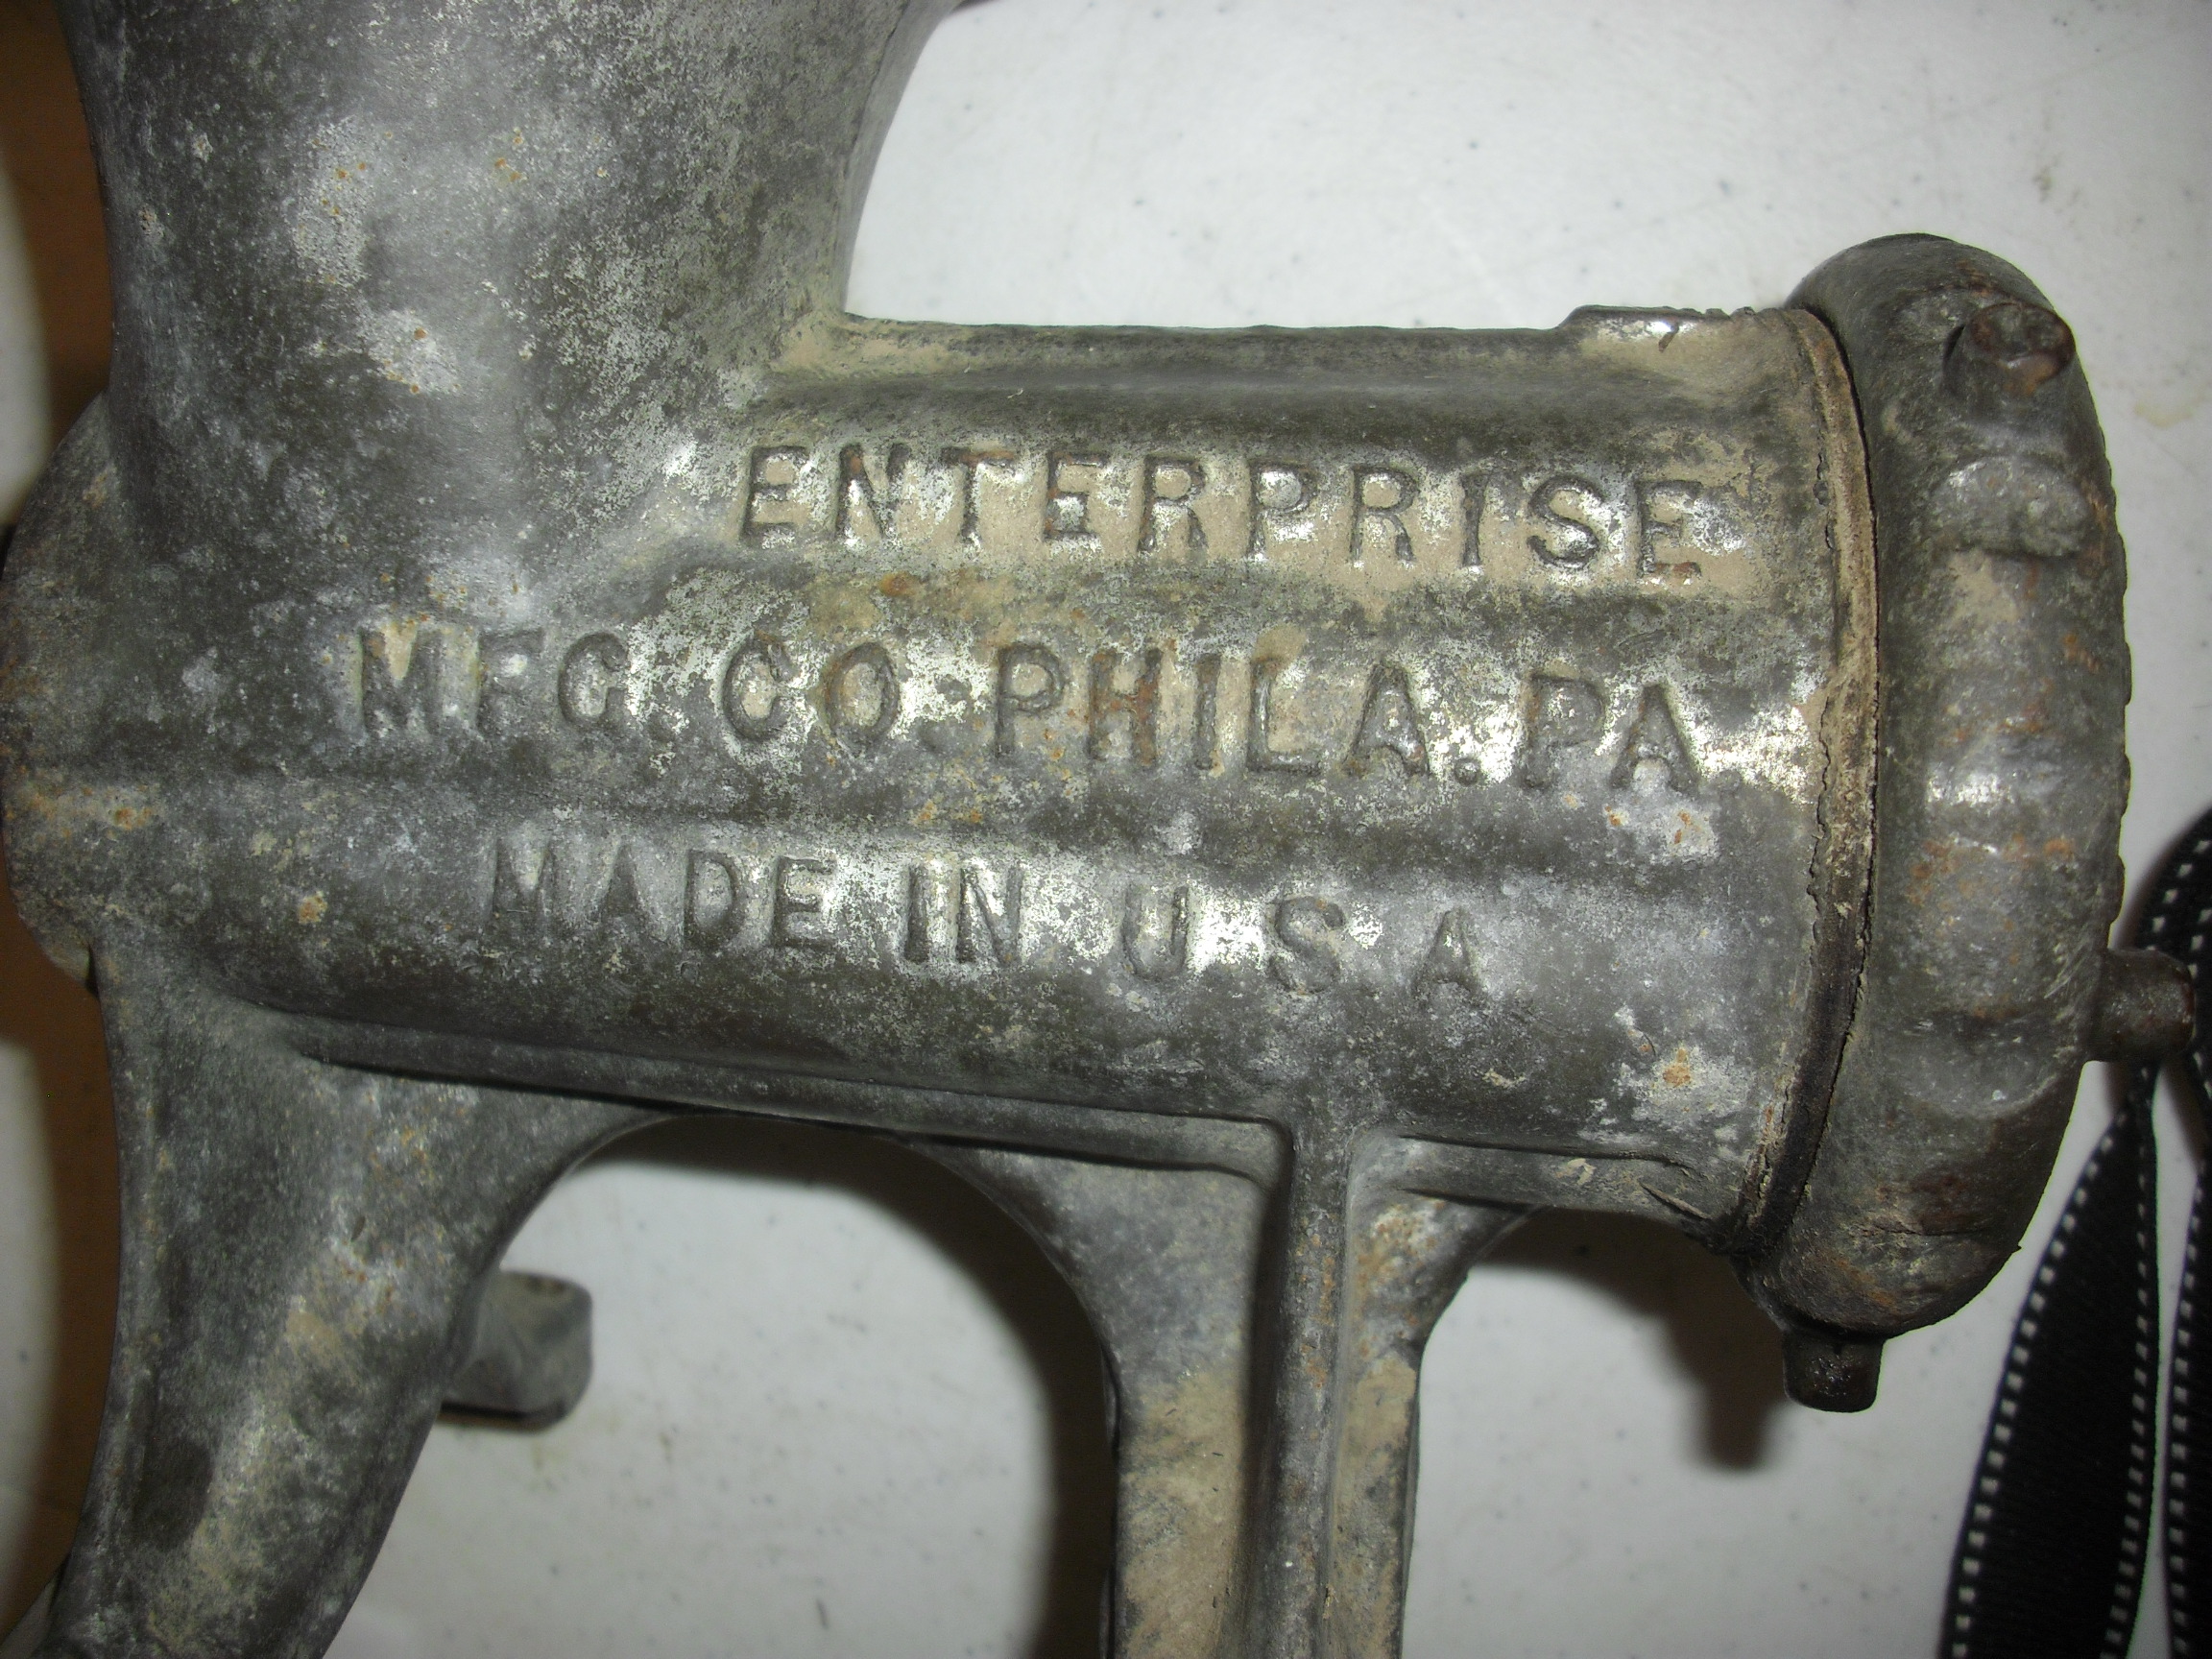 ENTERPRISE
MFG. CO. PHILA. PA.
MADE IN U S A